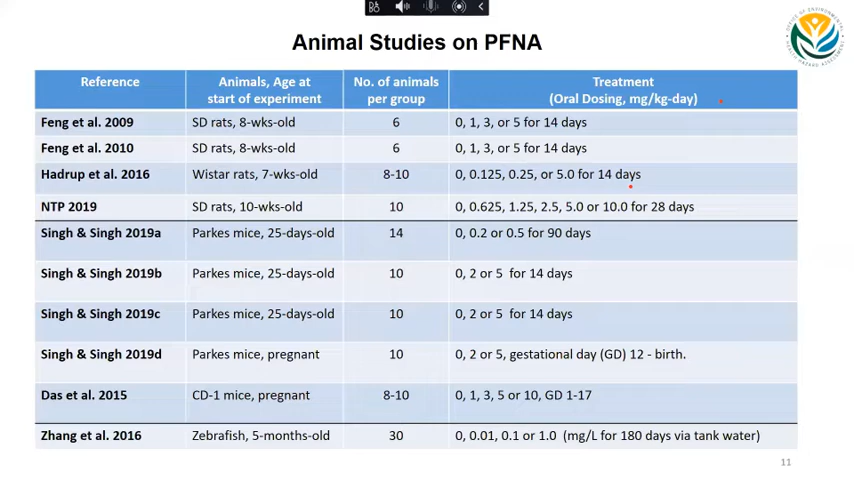 Animal Studies on PFNA
OFFICE OF ENVIRONMENTAL HEALTH HAZARD ASSESSMENT
Reference
Animals, Age at
start of experiment
No. of animals
per group
Treatment
(Oral Dosing, mg/kg-day)
Feng et al. 2009 SD rats, 8-wks-old 6 0, 1, 3, or 5 for 14 days
Feng et al. 2010 SD rats, 8-wks-old 6 0, 1, 3, or 5 for 14 days
Hadrup et al. 2016 Wistar rats, 7-wks-old 8-10 0, 0.125, 0.25, or 5.0 for 14 days
NTP 2019 SD rats, 10-wks-old 10 0, 0.625, 1.25, 2.5, 5.0 or 10.0 for 28 days
Singh & Singh 2019a Parkes mice, 25-days-old 14 0, 0.2 or 0.5 for 90 days
Singh & Singh 2019b Parkes mice, 25-days-old 10 0, 2 or 5 for 14 days
Singh & Singh 2019c Parkes mice, 25-days-old 10 0, 2 or 5 for 14 days
Singh & Singh 2019d Parkes mice, pregnant 10 0, 2 or 5, gestational day (GD) 12 - birth.
Das et al. 2015 CD-1 mice, pregnant 8-10 0, 1, 3, 5 or 10, GD 1-17
Zhang et al. 2016 Zebrafish, 5-months-old 30 0, 0.01, 0.1 or 1.0 (mg/L for 180 days via tank water)
11